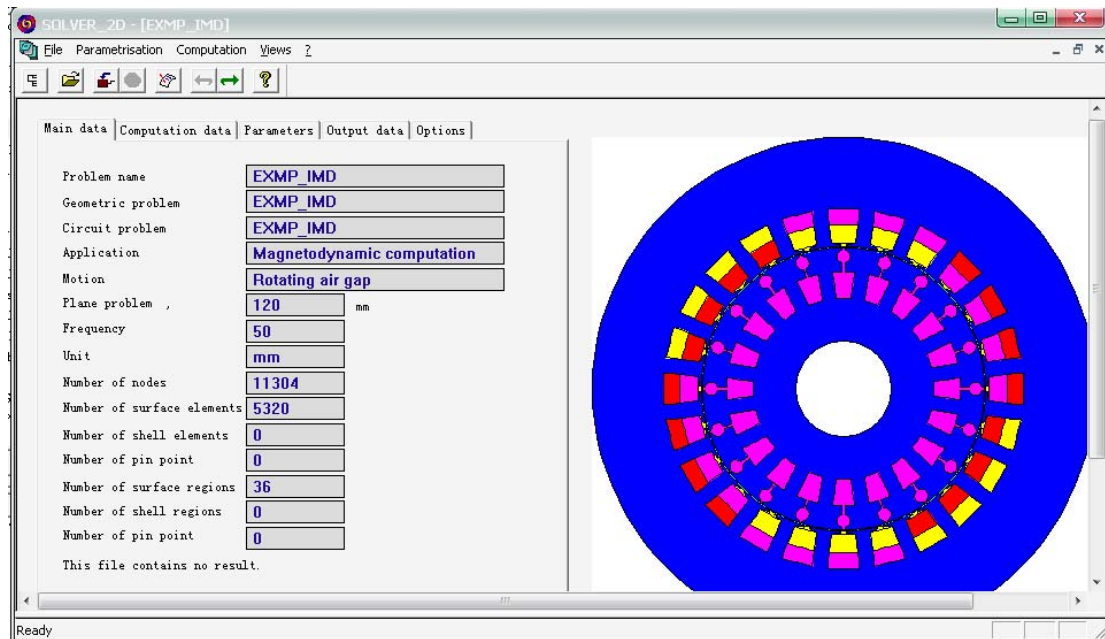 SOLVER_2D - [EXMP_IMD]
File Parametrisation Computation Views ?
Main data Computation data Parameters Output data Options
Problem name EXMP_IMD
Geometric problem EXMP_IMD
Circuit problem EXMP_IMD
Application Magnetodynamic computation
Motion Rotating air gap
Plane problem , 120 mm
Frequency 50
Unit mm
Number of nodes 11304
Number of surface elements 5320
Number of shell elements 0
Number of pin point 0
Number of surface regions 36
Number of shell regions 0
Number of pin point 0
This file contains no result.
Ready